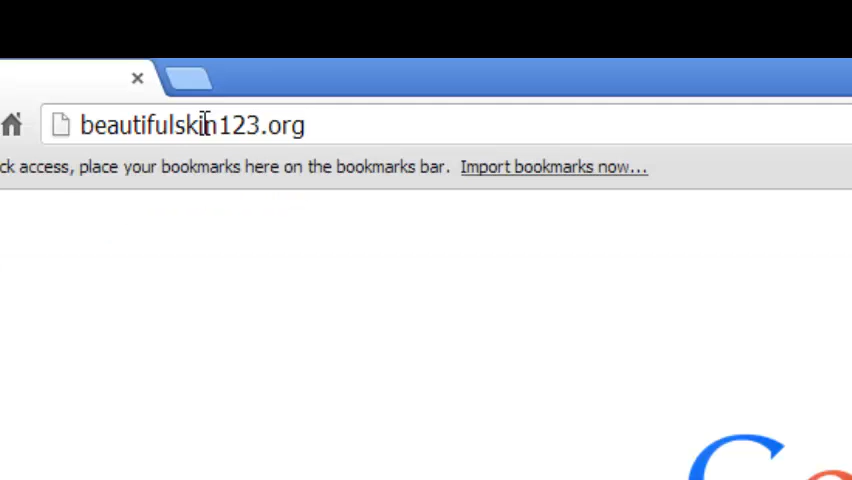 beautifulskin123.org
ck access, place your bookmarks here on the bookmarks bar. Import bookmarks now...